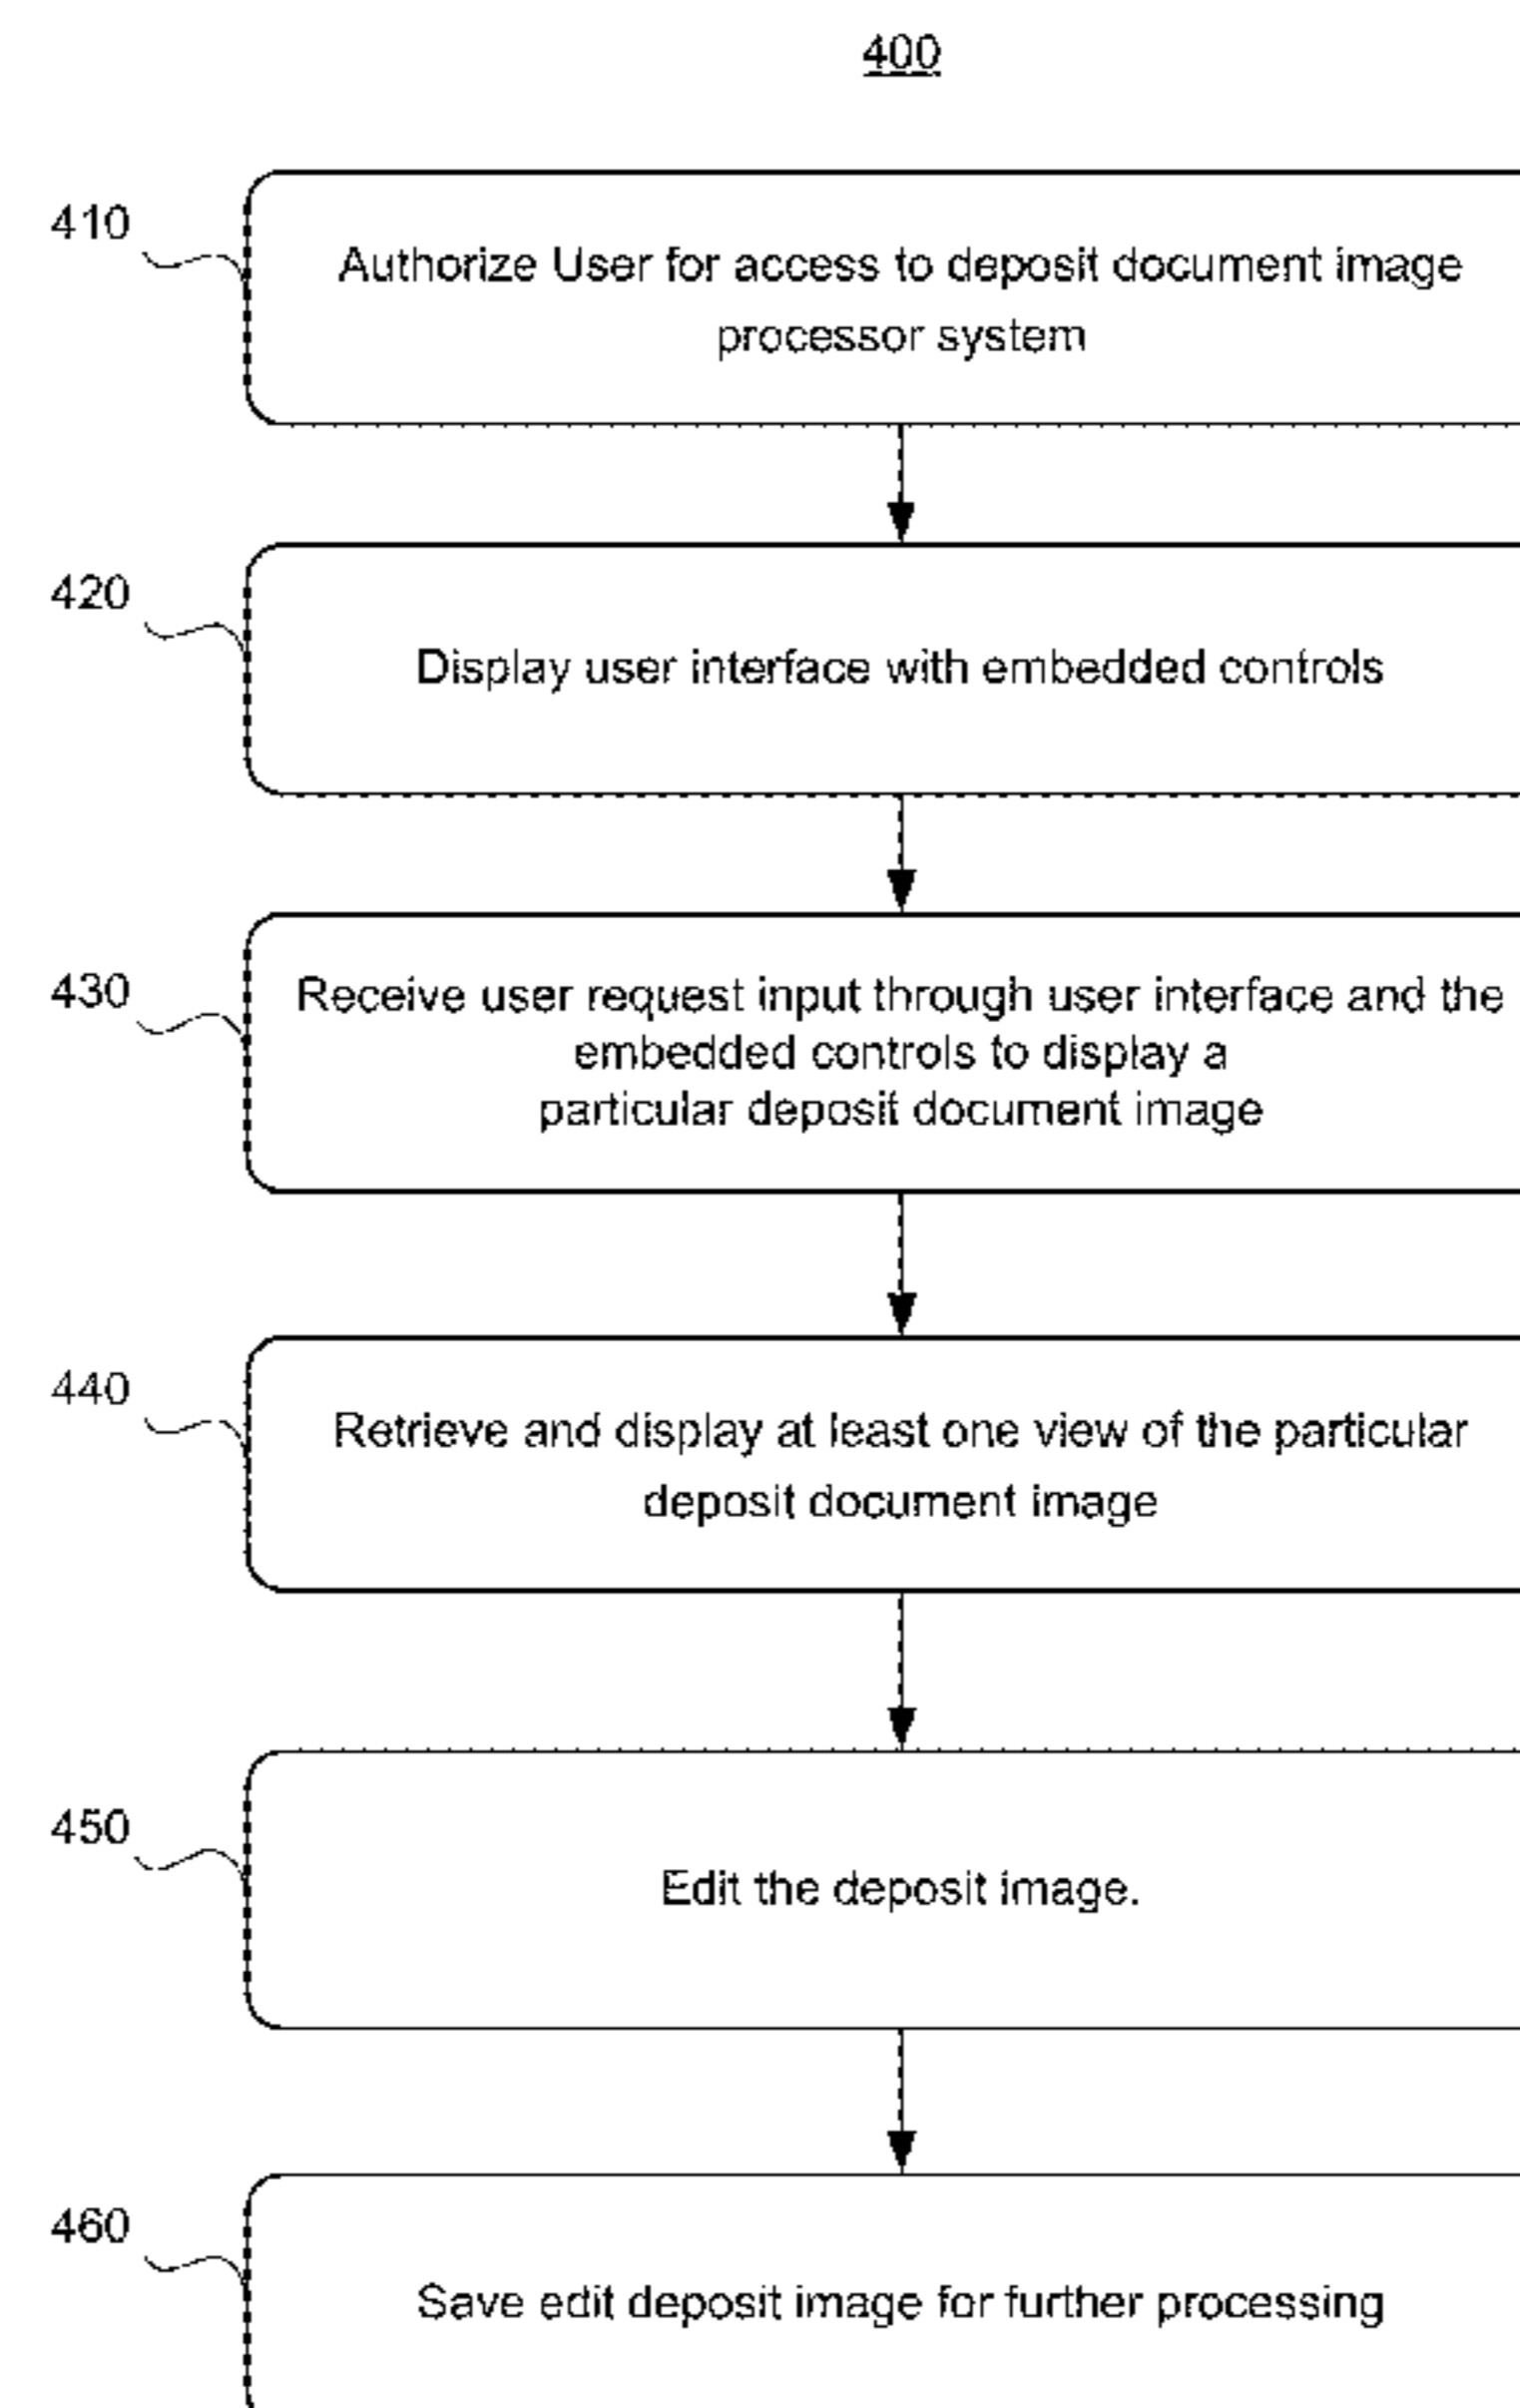 400
410
Authorize User for access to deposit document image
processor system
420
Display user interface with embedded controls
430
Receive user request input through user interface and the
embedded controls to display a
particular deposit document image
440
Retrieve and display at least one view of the particular
deposit document image
450
Edit the deposit image.
460
Save edit deposit image for further processing